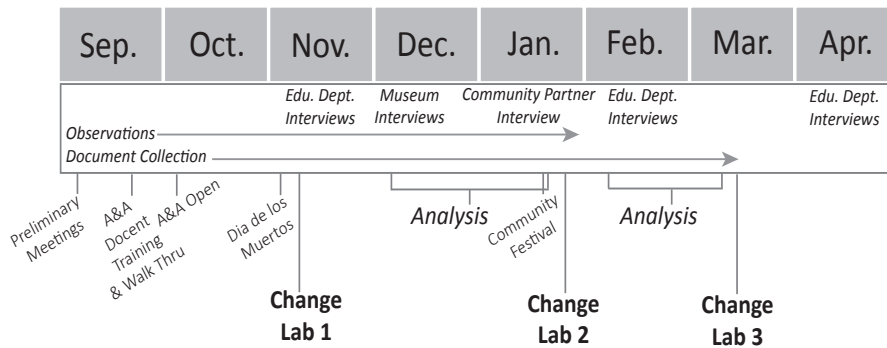 Sep. Oct. Nov. Dec. Jan. Feb. Mar. Apr.
Edu. Dept. Museum Community Partner Edu. Dept. Edu. Dept.
Interviews Interviews Interview Interviews Interviews
Observations
Document Collection
Preliminary
Meetings
A&A
Docent
Training
& Walk Thru
A&A Open
Dia de los
Muertos
Analysis
Community
Festival
Analysis
Change
Lab 1
Change
Lab 2
Change
Lab 3